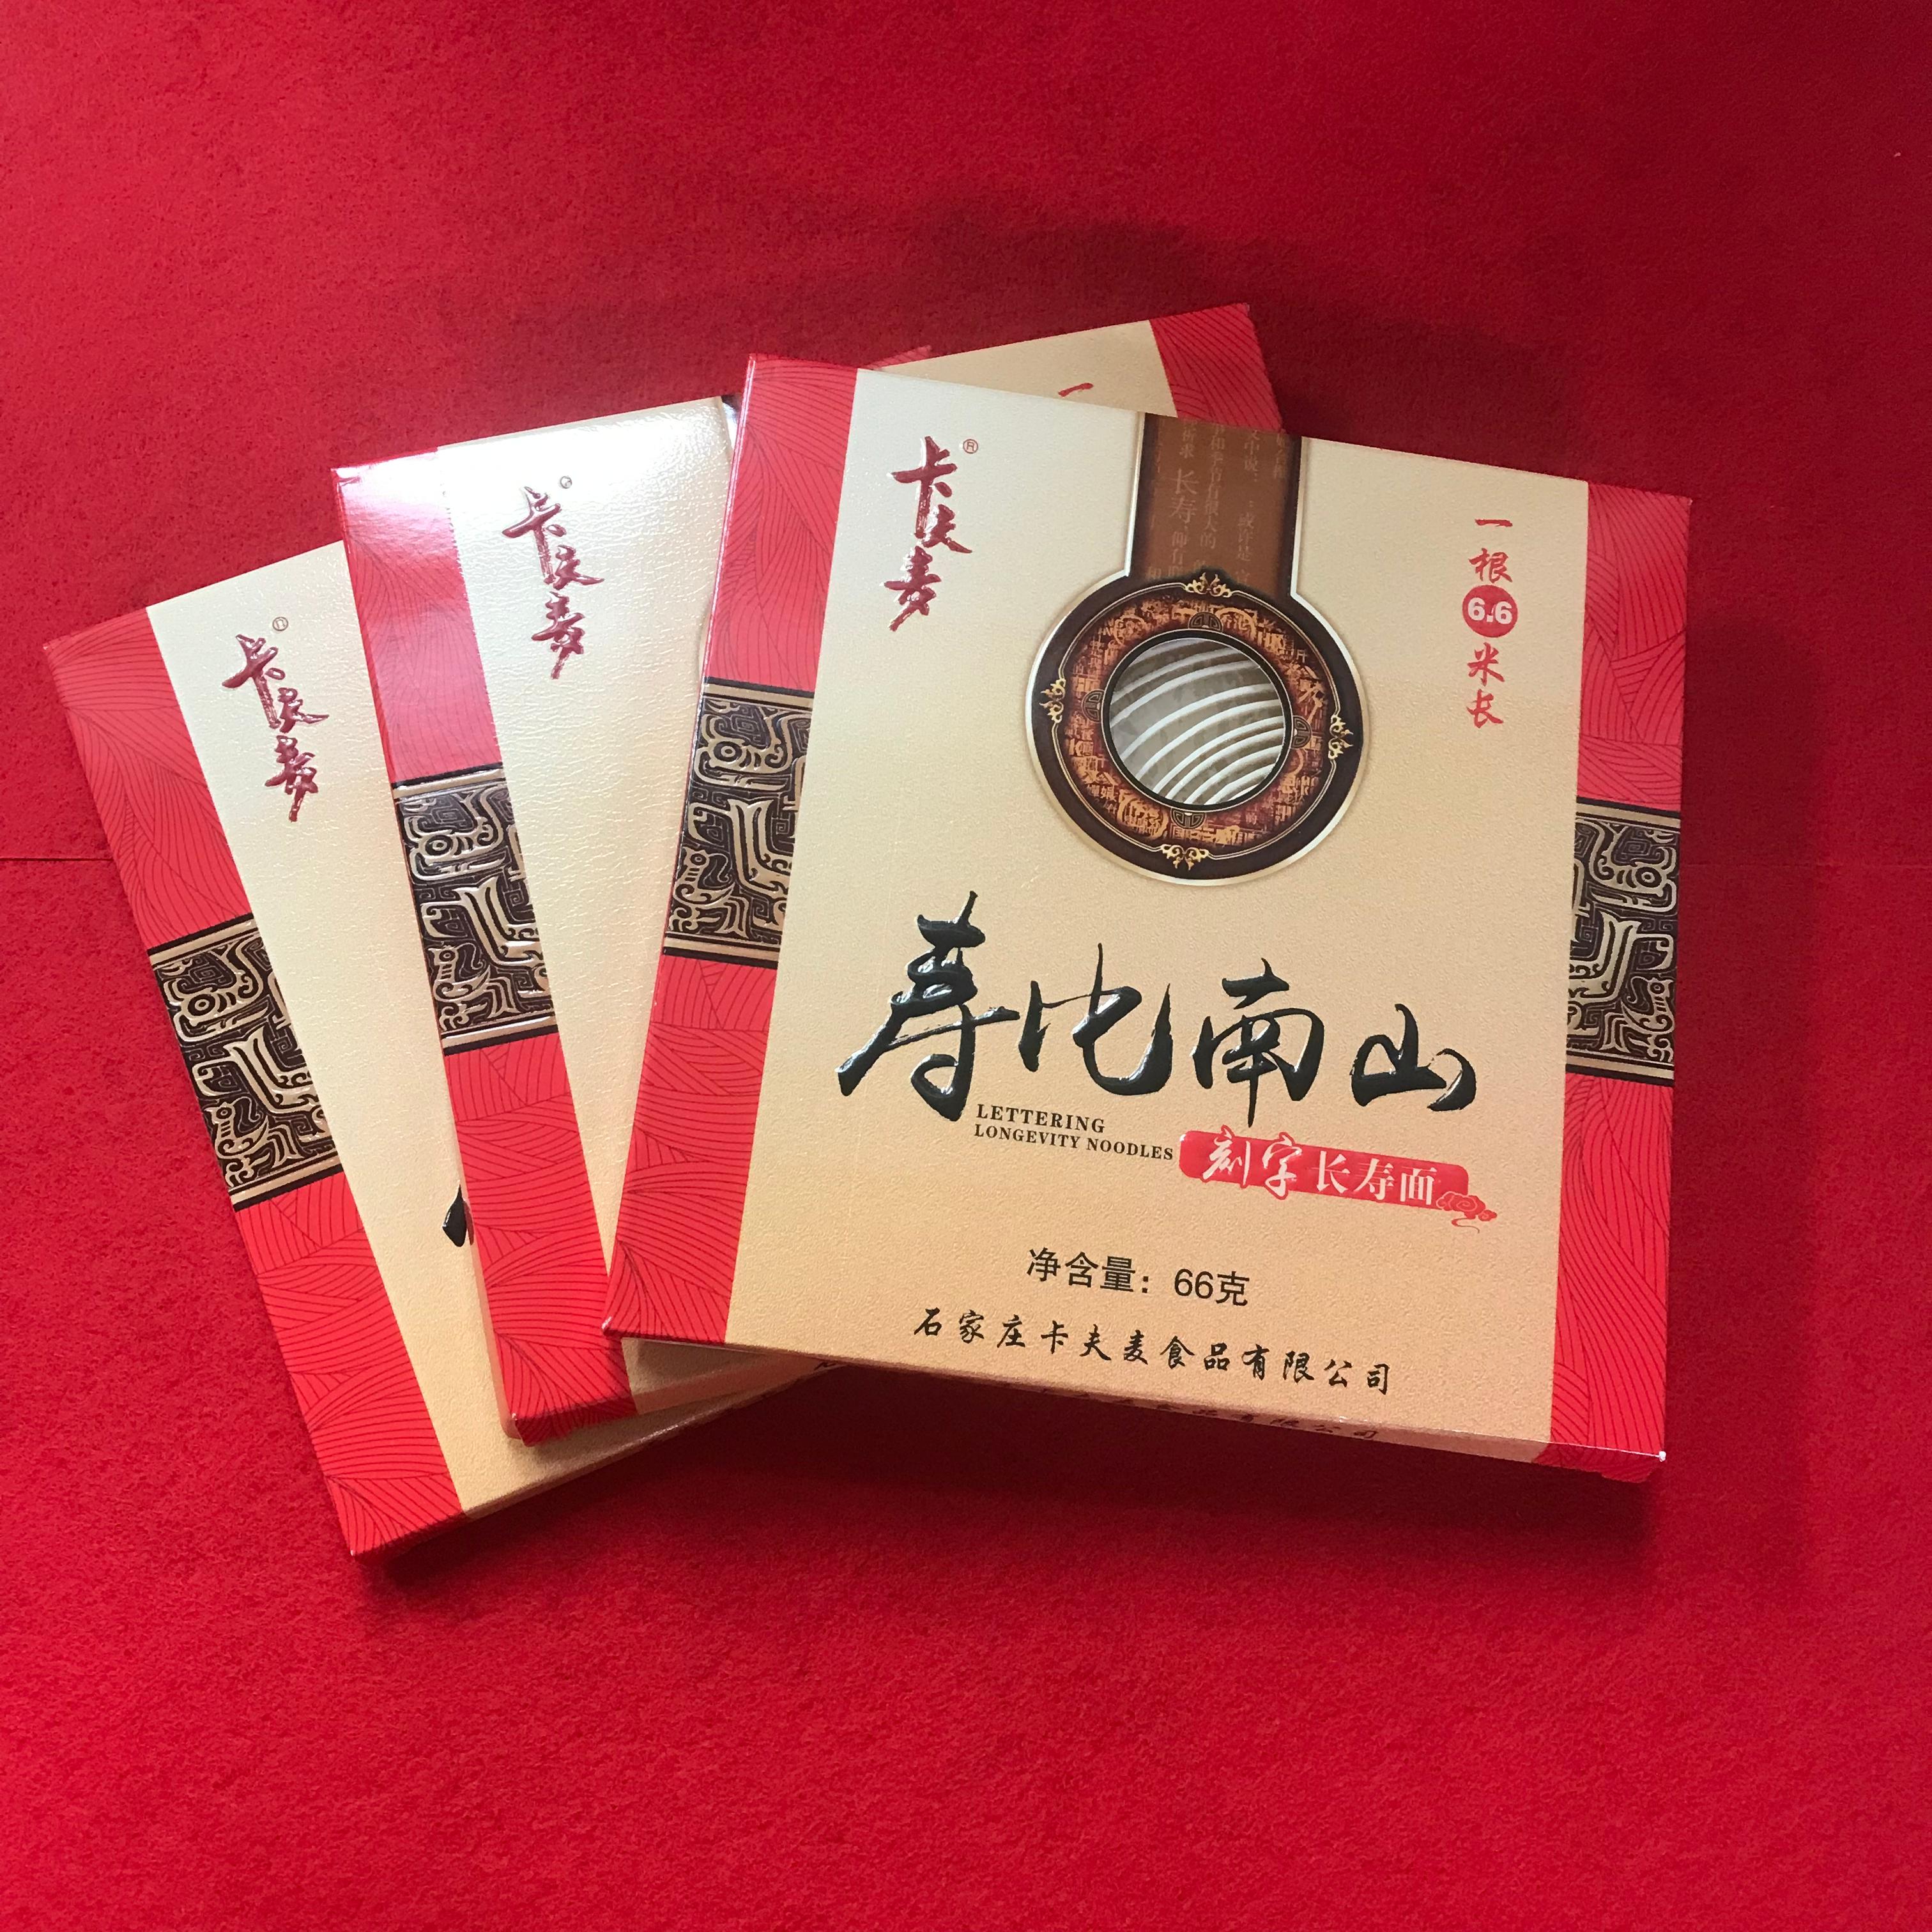 卡夫麦
卡夫麦
卡夫麦®
长寿
一
一根6.6米长
寿比南山
LETTERING
LONGEVITY NOODLES
刻字长寿面
净含量：66克
石家庄卡夫麦食品有限公司